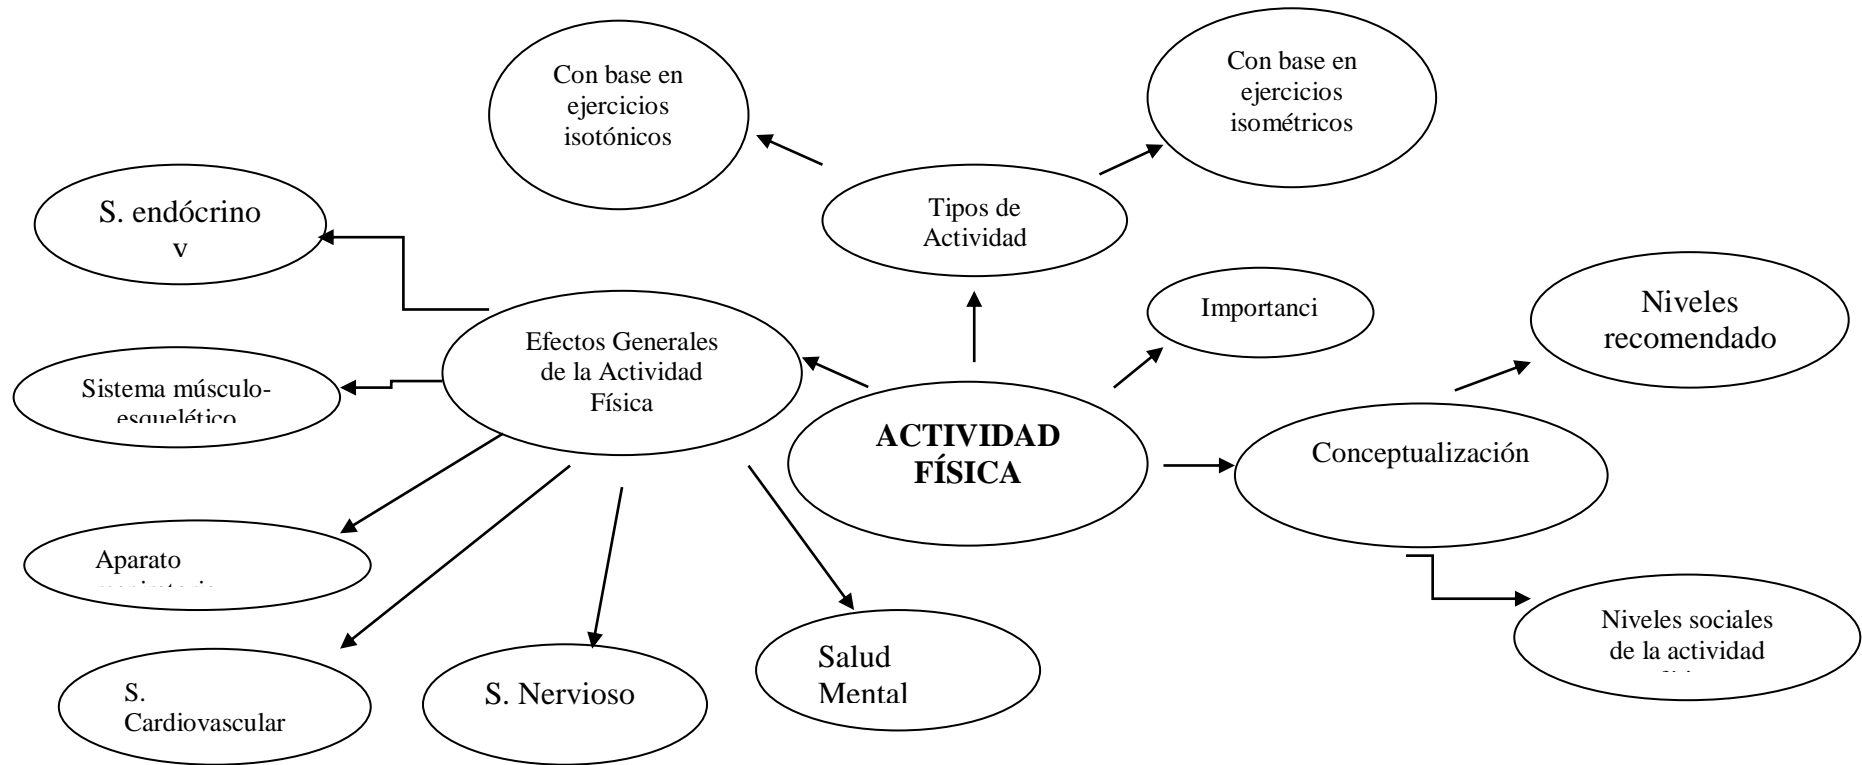 Con base en
ejercicios
isotónicos
Con base en
ejercicios
isométricos
S. endócrino
y
Tipos de
Actividad
Importanci
Niveles
recomendado
Efectos Generales
de la Actividad
Física
Sistema músculo-
esquelético
ACTIVIDAD
FÍSICA
Conceptualización
Aparato
Niveles sociales
de la actividad
S.
Cardiovascular
S. Nervioso
Salud
Mental